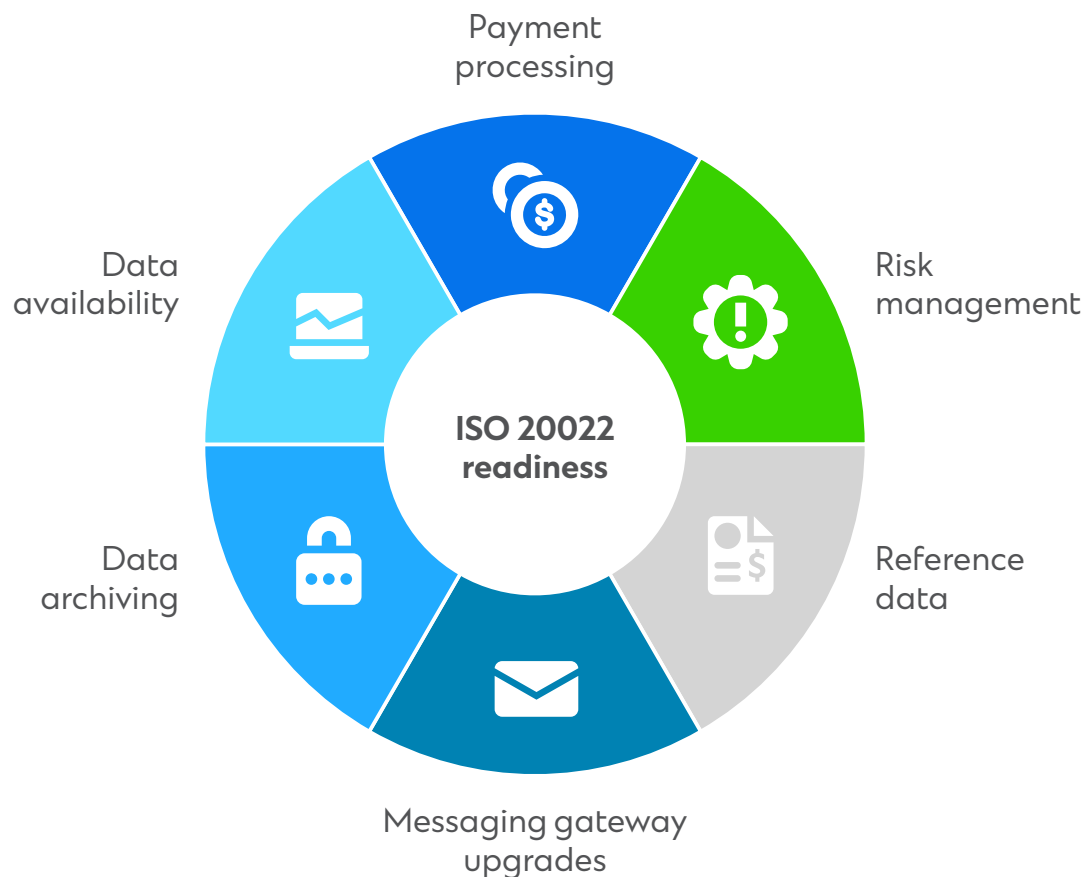 Payment
processing
Risk
management
Reference
data
Messaging gateway
upgrades
Data
archiving
Data
availability
ISO 20022
readiness
$
!
$